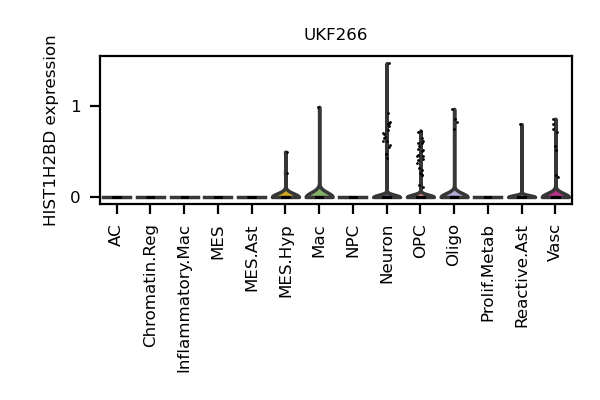 UKF266
HIST1H2BD expression
1
0
AC
Chromatin.Reg
Inflammatory.Mac
MES
MES.Ast
MES.Hyp
Mac
NPC
Neuron
OPC
Oligo
Prolif.Metab
Reactive.Ast
Vasc